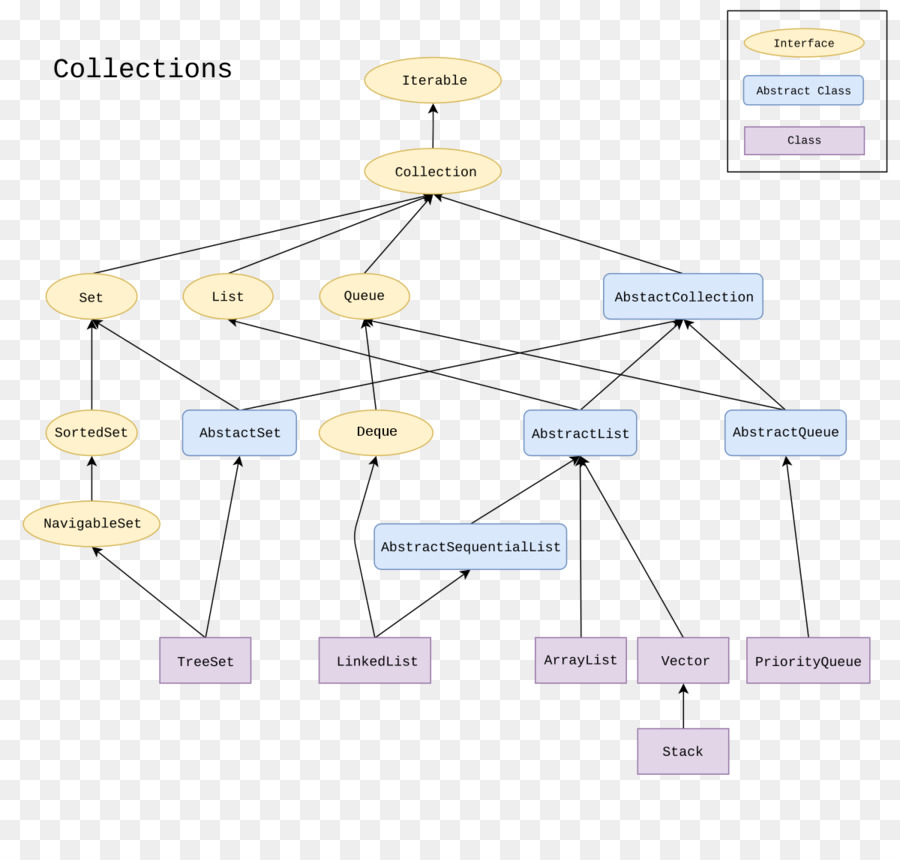 Collections
Interface
Abstract Class
Class
Iterable
Collection
Set
List
Queue
AbstactCollection
SortedSet
AbstactSet
Deque
AbstractList
AbstractQueue
NavigableSet
AbstractSequentialList
TreeSet
LinkedList
ArrayList
Vector
PriorityQueue
Stack